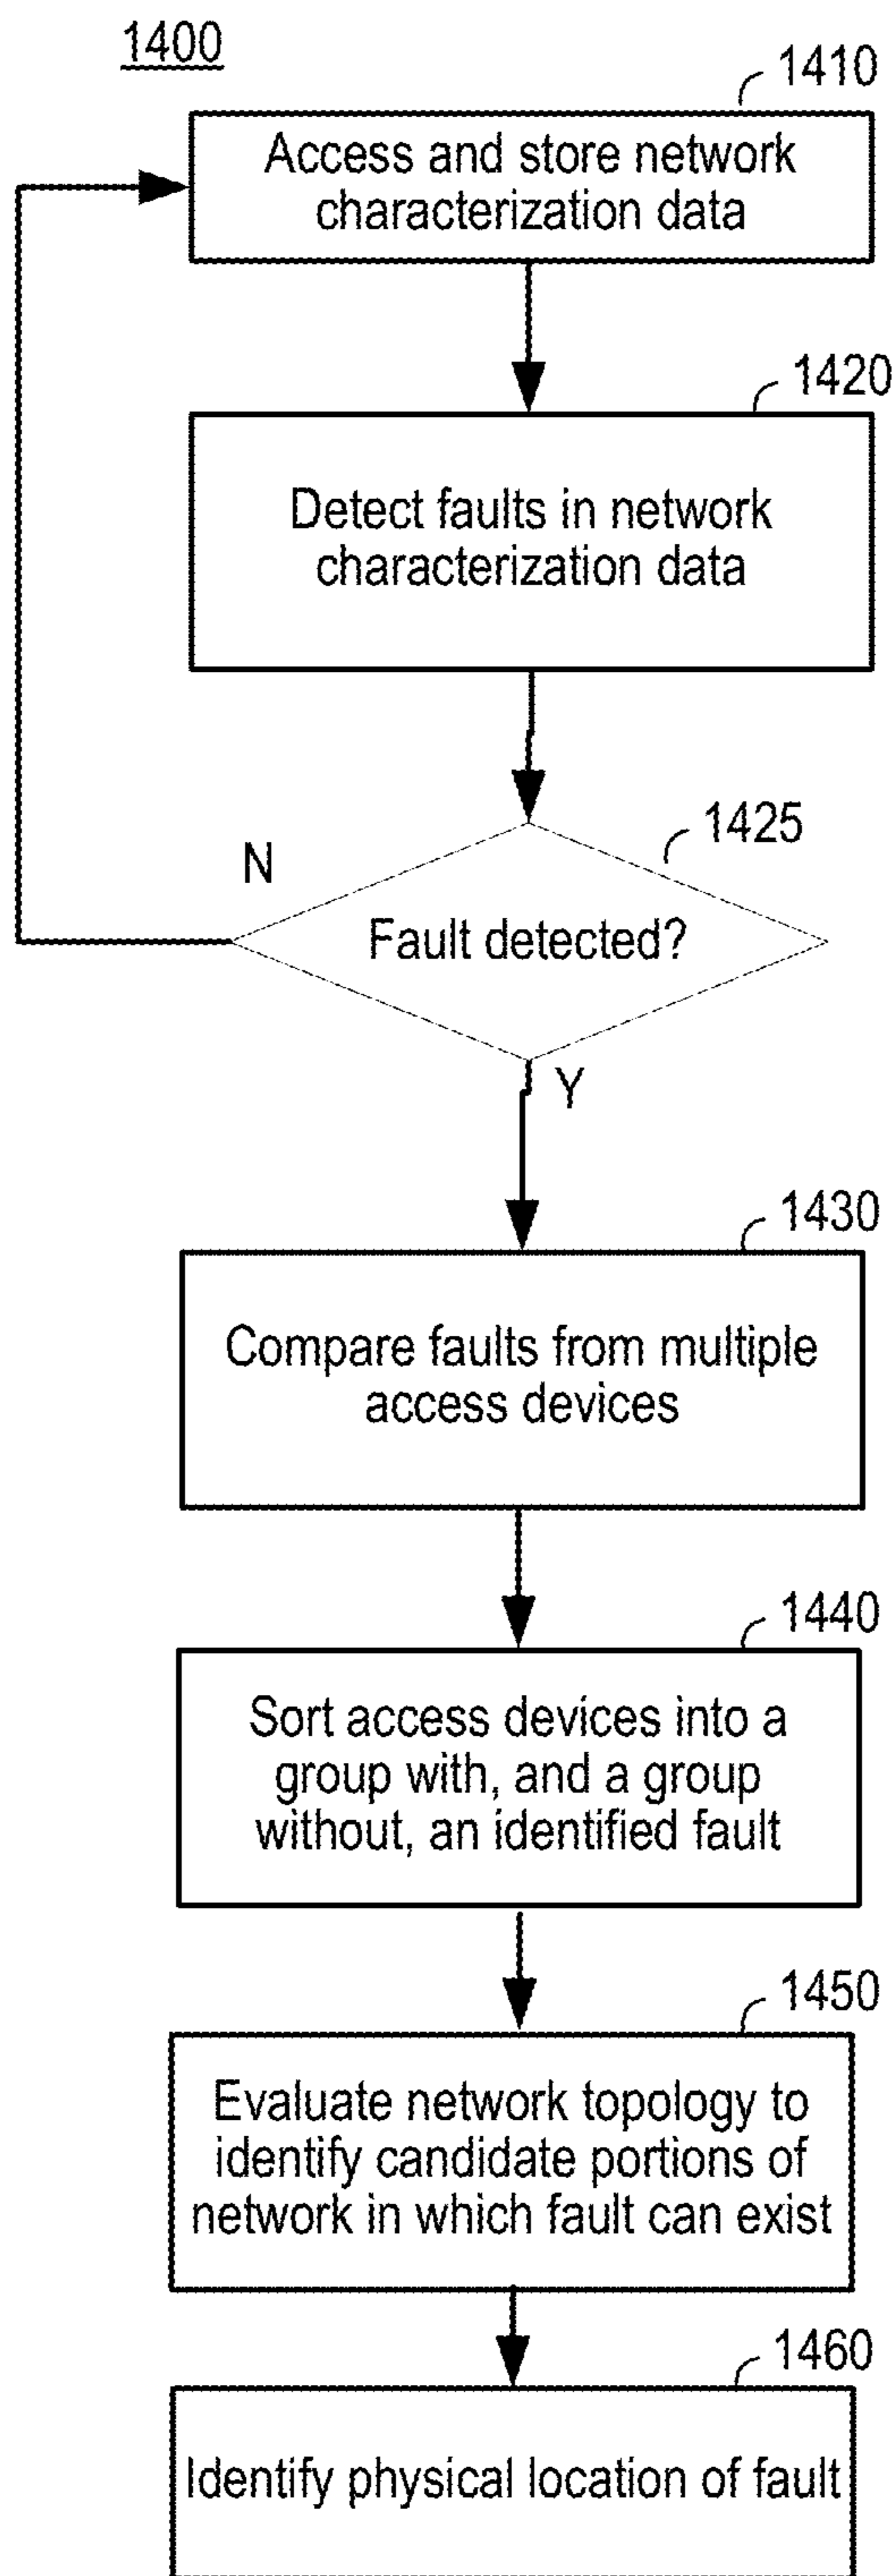 1400
1410
Access and store network
characterization data
1420
Detect faults in network
characterization data
1425
N
Fault detected?
Y
1430
Compare faults from multiple
access devices
1440
Sort access devices into a
group with, and a group
without, an identified fault
1450
Evaluate network topology to
identify candidate portions of
network in which fault can exist
1460
Identify physical location of fault